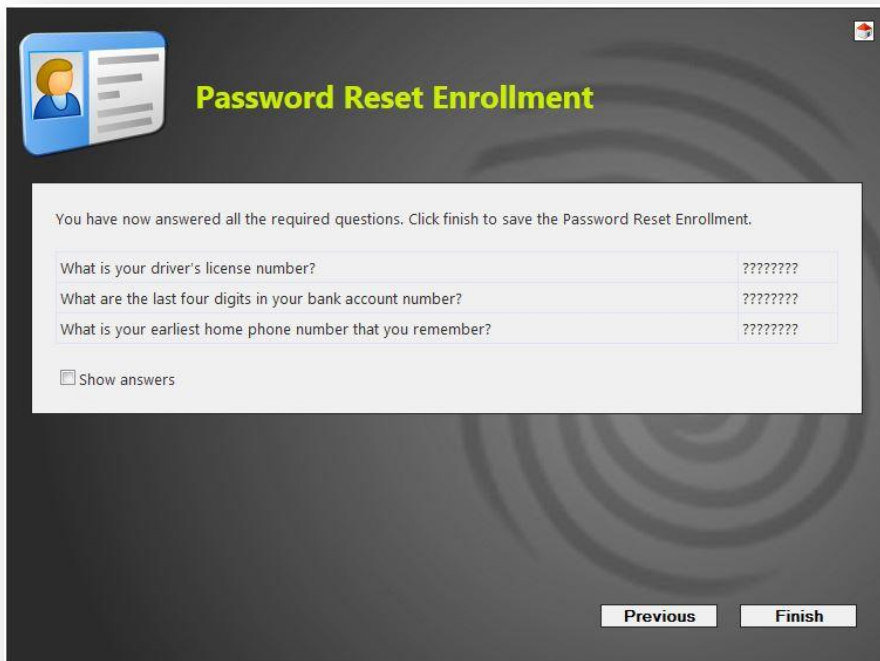 Password Reset Enrollment
You have now answered all the required questions. Click finish to save the Password Reset Enrollment.
What is your driver's license number? ????????
What are the last four digits in your bank account number? ????????
What is your earliest home phone number that you remember? ????????
Show answers
Previous Finish